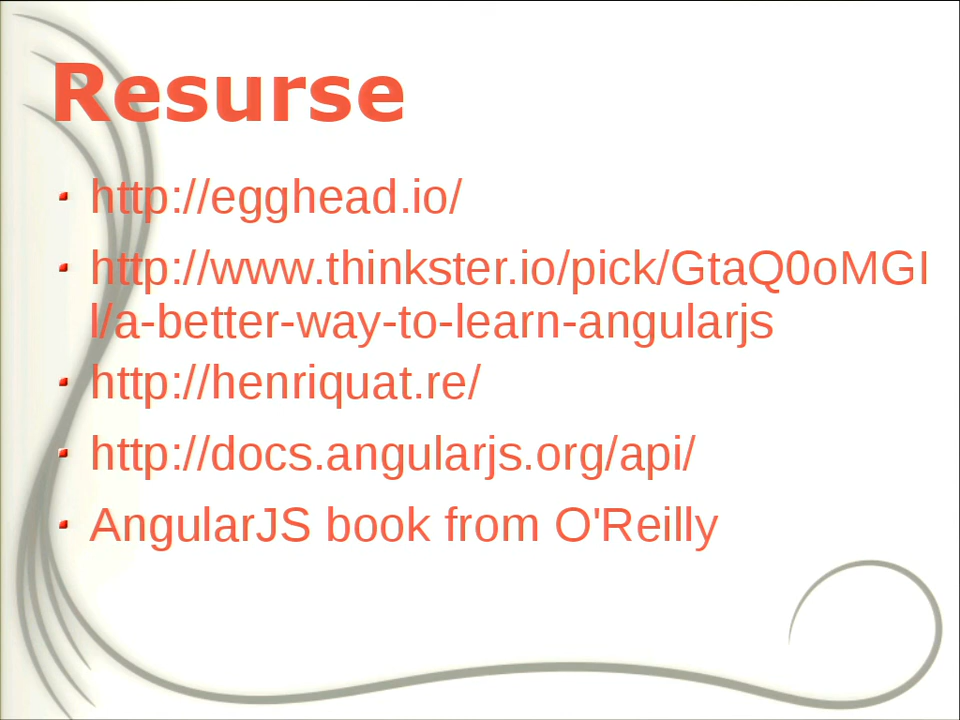 Resurse
http://egghead.io/
http://www.thinkster.io/pick/GtaQ0oMGI
l/a-better-way-to-learn-angularjs
http://henriquat.re/
http://docs.angularjs.org/api/
AngularJS book from O'Reilly